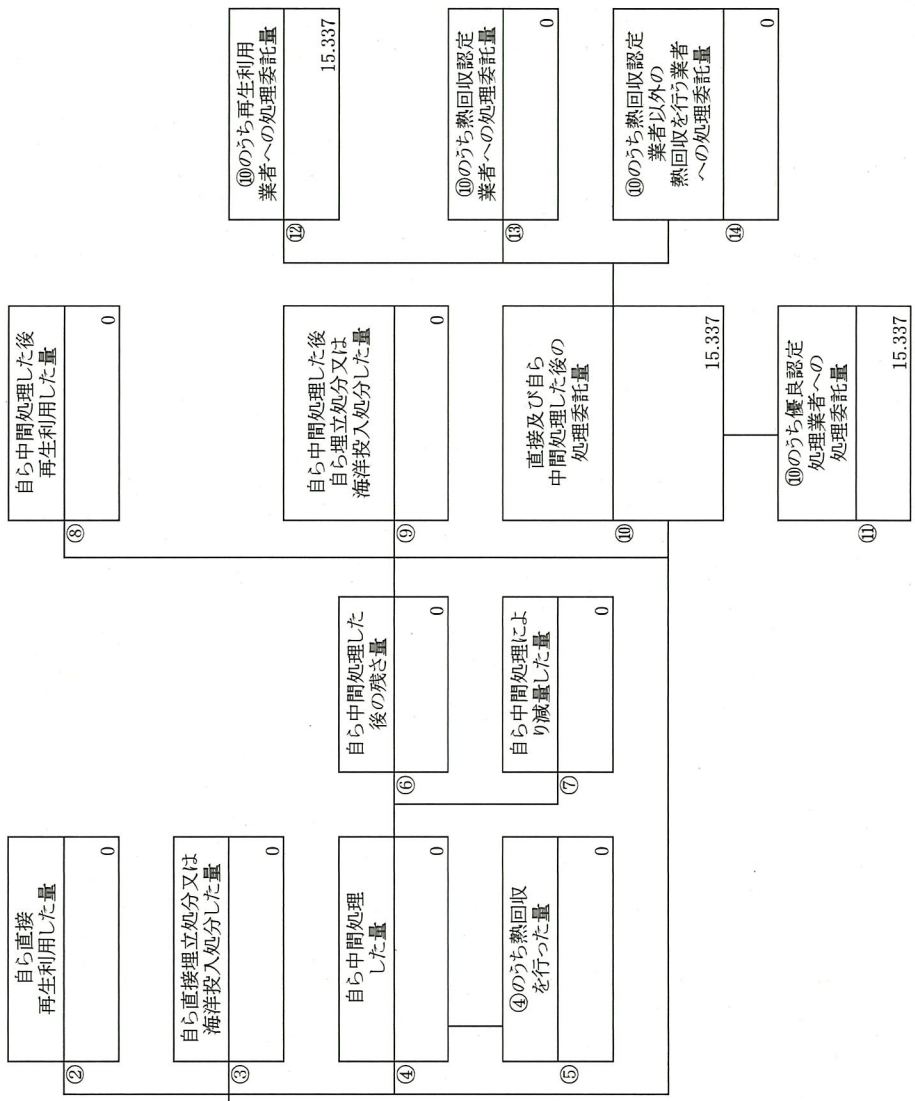 ②
自ら直接
再生利用した量
0
③
自ら直接埋立処分又は
海洋投入処分した量
0
④
自ら中間処理
した量
0
⑤
④のうち熱回収
を行った量
0
⑥
自ら中間処理した
後の残さ量
0
⑦
自ら中間処理によ
り減量した量
0
⑧
自ら中間処理した後
再生利用した量
0
⑨
自ら中間処理した後
自ら埋立処分又は
海洋投入処分した量
0
⑩
直接及び自ら
中間処理した後の
処理委託量
15.337
⑪
⑩のうち優良認定
処理業者への
処理委託量
15.337
⑫
⑩のうち再生利用
業者への処理委託量
15.337
⑬
⑩のうち熱回収認定
業者への処理委託量
0
⑭
⑩のうち熱回収認定
業者以外の
熱回収を行う業者
への処理委託量
0